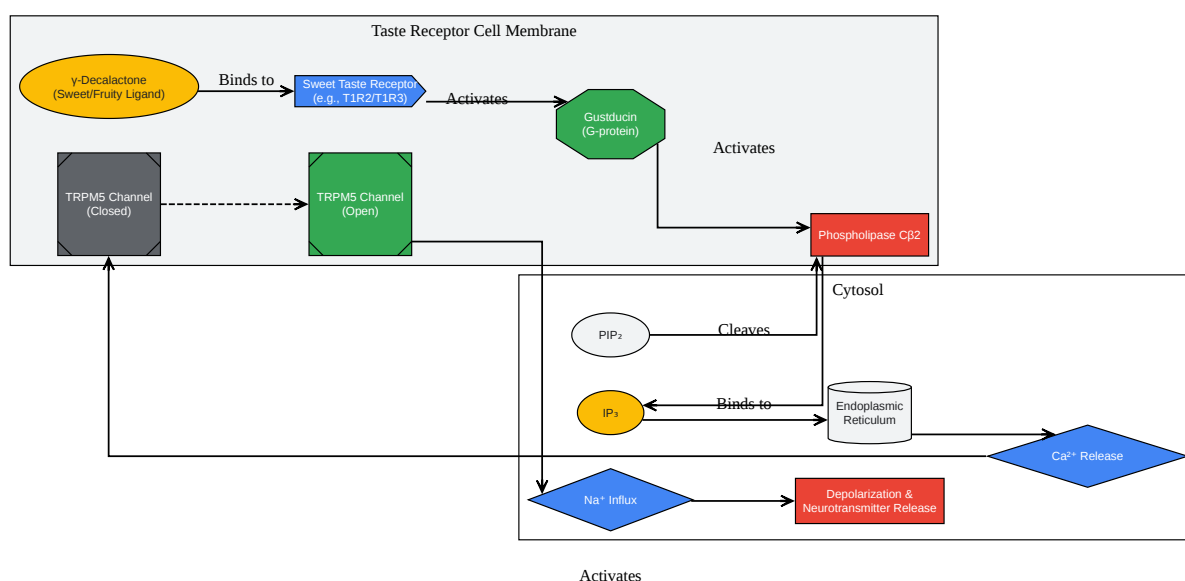 Taste Receptor Cell Membrane
γ-Decalactone
(Sweet/Fruity Ligand)
Binds to
Sweet Taste Receptor
(e.g., T1R2/T1R3)
Activates
Gustducin
(G-protein)
Activates
TRPM5 Channel
(Closed)
TRPM5 Channel
(Open)
Phospholipase Cβ2
Cytosol
PIP₂
Cleaves
IP₃
Binds to
Endoplasmic
Reticulum
Ca²⁺ Release
Na⁺ Influx
Depolarization &
Neurotransmitter Release
Activates